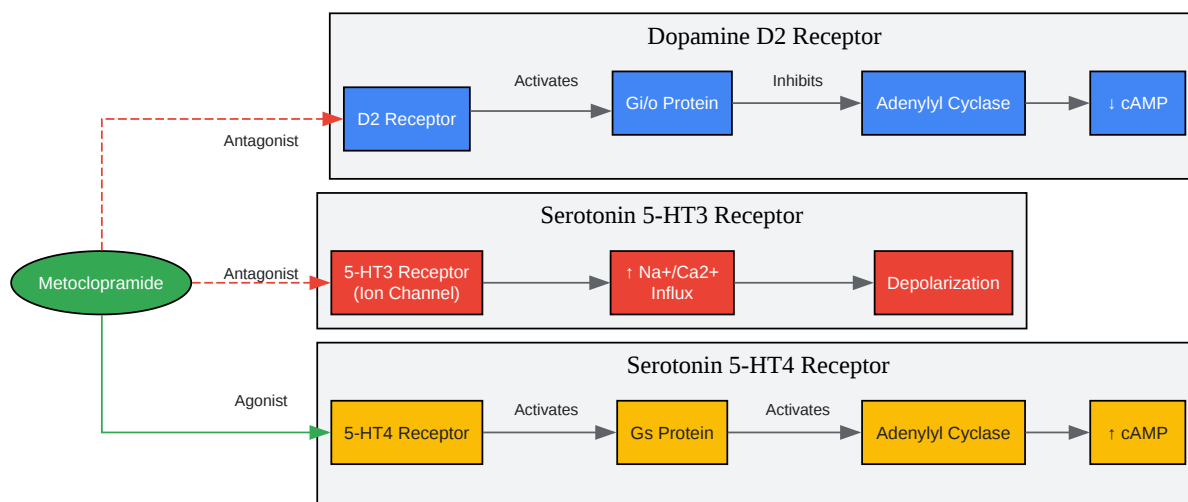 Dopamine D2 Receptor
Activates
Inhibits
D2 Receptor
Gi/o Protein
Adenylyl Cyclase
↓ cAMP
Antagonist
Serotonin 5-HT3 Receptor
Metoclopramide
Antagonist
5-HT3 Receptor
(Ion Channel)
↑ Na+/Ca2+
Influx
Depolarization
Serotonin 5-HT4 Receptor
Agonist
Activates
Activates
5-HT4 Receptor
Gs Protein
Adenylyl Cyclase
↑ cAMP